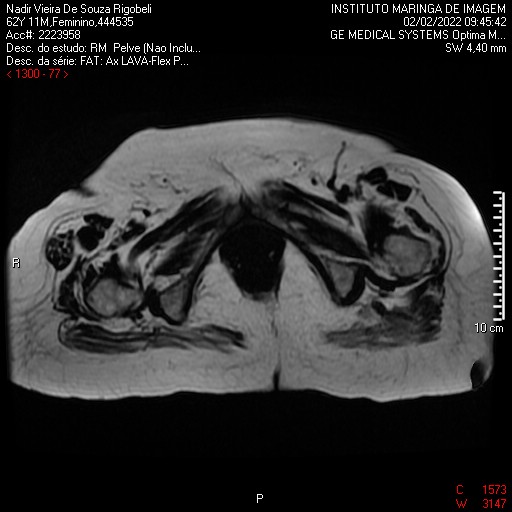 Nadir Vieira De Souza Rigobeli
62Y 11M,Feminino,444535
Acc#: 2223958
Desc. do estudo: RM  Pelve (Nao Inclu...
Desc. da série: FAT: Ax LAVA-Flex P...
< 1300 - 77 >
INSTITUTO MARINGA DE IMAGEM
02/02/2022 09:45:42
GE MEDICAL SYSTEMS Optima M...
SW 4,40 mm
R
10 cm
P
C 1573
W 3147